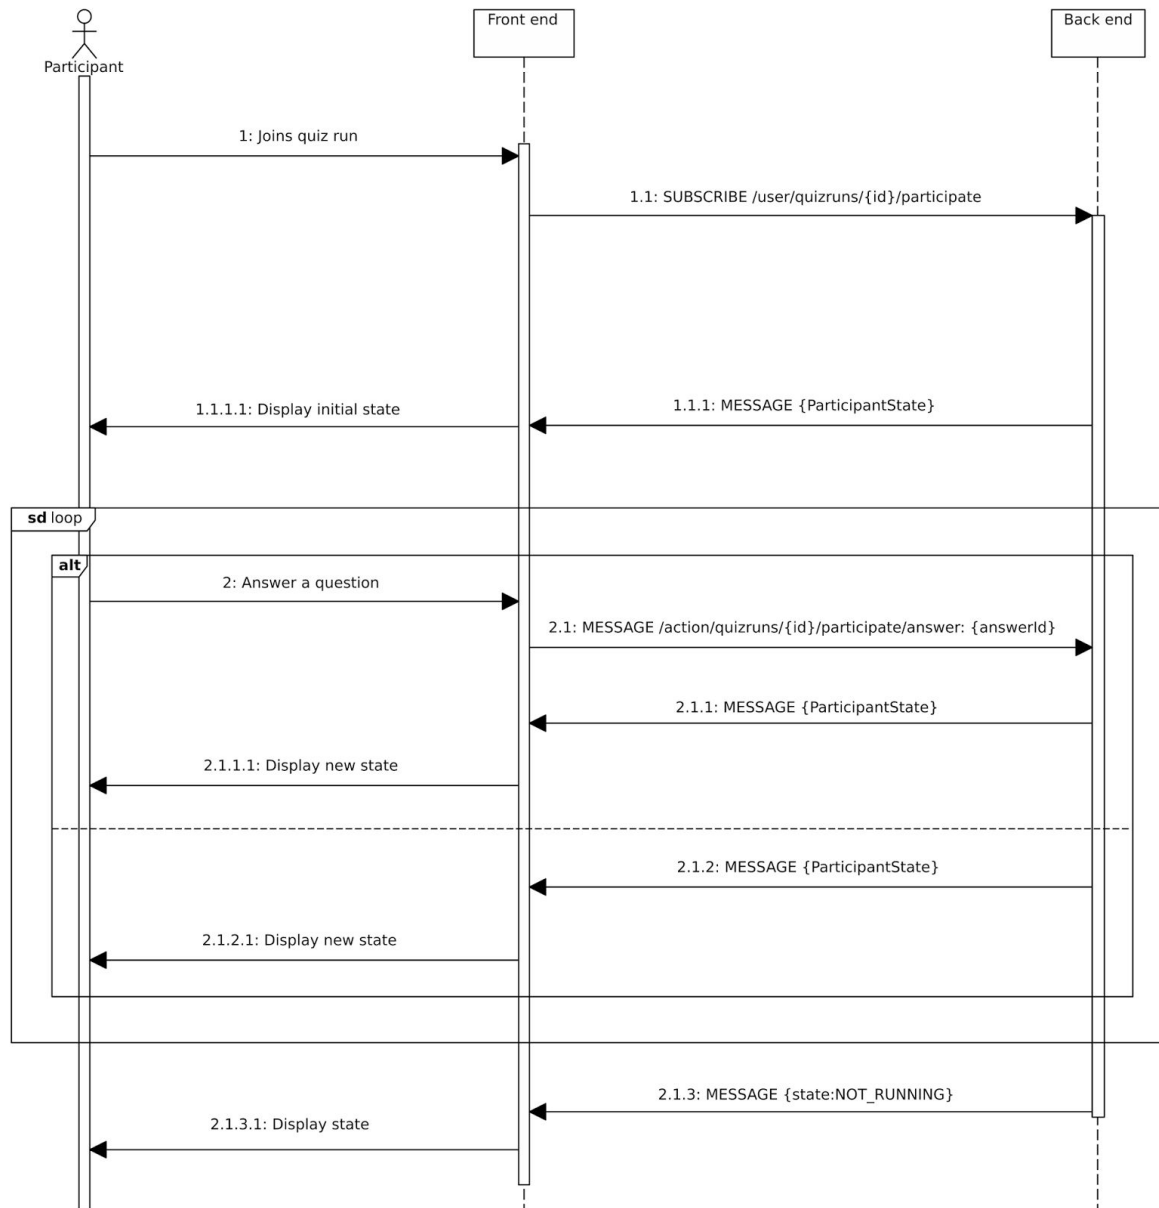 Participant
Front end
Back end
1: Joins quiz run
1.1: SUBSCRIBE /user/quizruns/{id}/participate
1.1.1: MESSAGE {ParticipantState}
1.1.1.1: Display initial state
sd loop
alt
2: Answer a question
2.1: MESSAGE /action/quizruns/{id}/participate/answer: {answerId}
2.1.1: MESSAGE {ParticipantState}
2.1.1.1: Display new state
2.1.2: MESSAGE {ParticipantState}
2.1.2.1: Display new state
2.1.3: MESSAGE {state:NOT_RUNNING}
2.1.3.1: Display state